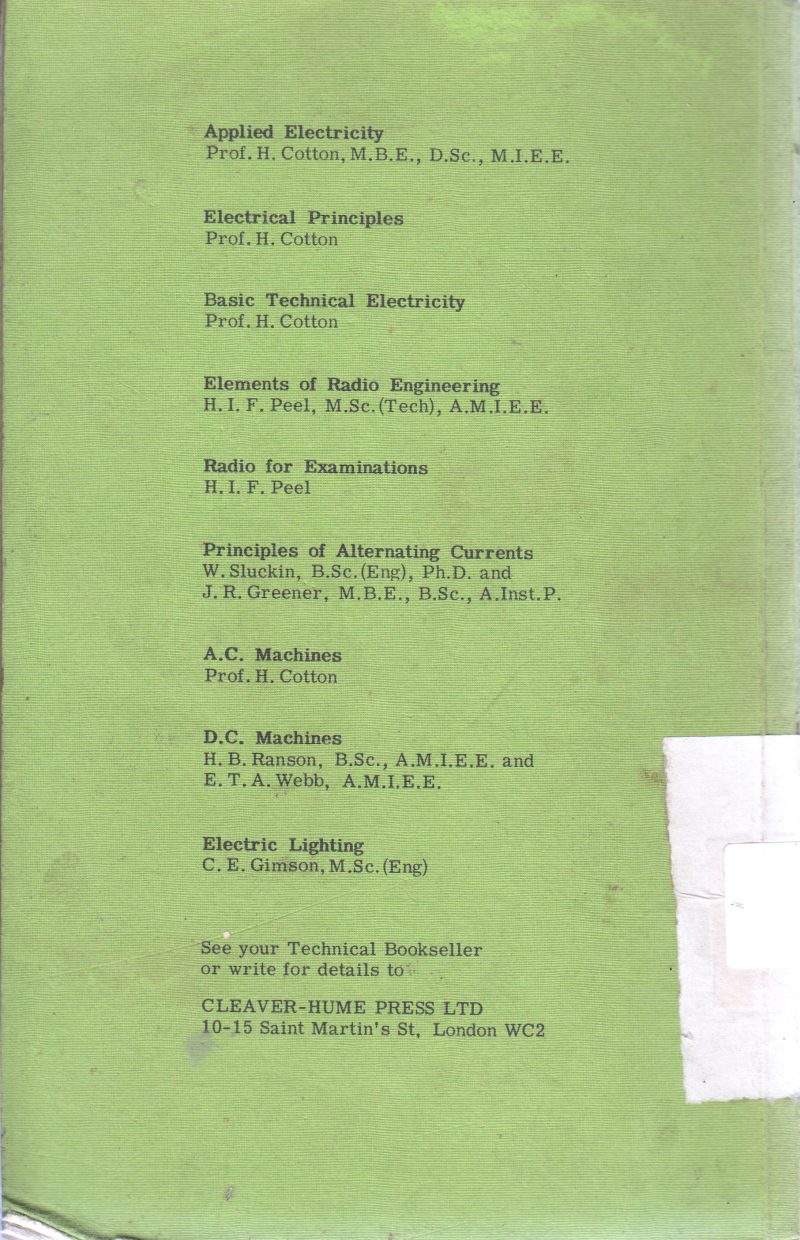 Applied Electricity
Prof. H. Cotton, M.B.E., D.Sc., M.I.E.E.
Electrical Principles
Prof. H. Cotton
Basic Technical Electricity
Prof. H. Cotton
Elements of Radio Engineering
H. I. F. Peel, M.Sc.(Tech), A.M.I.E.E.
Radio for Examinations
H. I. F. Peel
Principles of Alternating Currents
W. Sluckin, B.Sc.(Eng), Ph.D. and
J. R. Greener, M.B.E., B.Sc., A.Inst.P.
A.C. Machines
Prof. H. Cotton
D.C. Machines
H. B. Ranson, B.Sc., A.M.I.E.E. and
E. T. A. Webb, A.M.I.E.E.
Electric Lighting
C. E. Gimson, M.Sc.(Eng)
See your Technical Bookseller
or write for details to
CLEAVER-HUME PRESS LTD
10-15 Saint Martin's St, London WC2